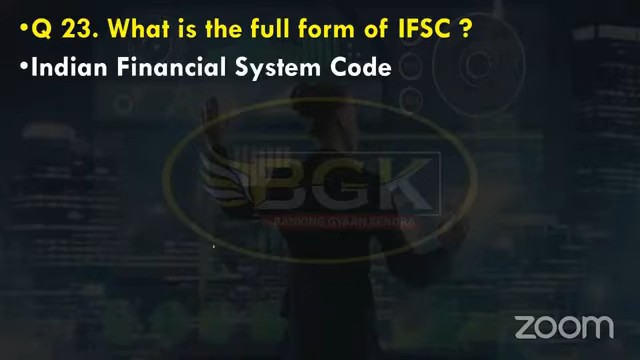 •Q 23. What is the full form of IFSC ?
•Indian Financial System Code
BGK
BANKING GYAAN KENDRA
zoom